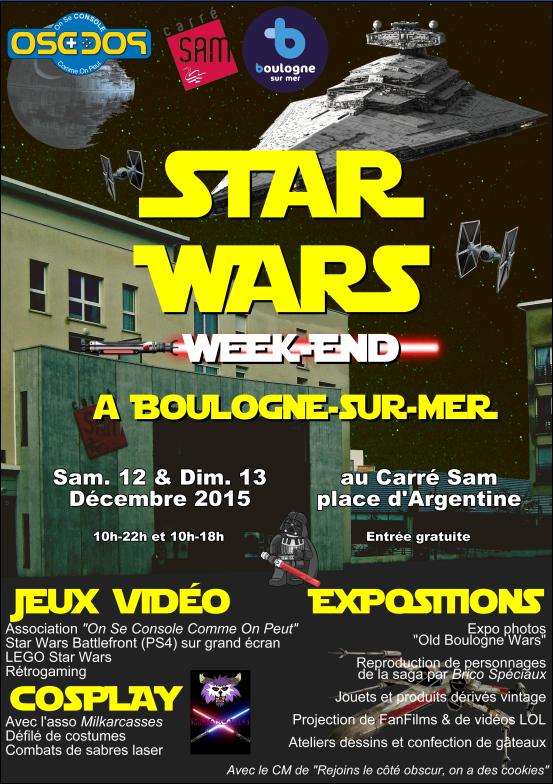 On Se CONSOLE
OSCCOP
Comme On Peut
carré
SAM
boulogne
sur mer
STAR
WARS
WEEK-END
A BOULOGNE-SUR-MER
SAM
Sam. 12 & Dim. 13
Décembre 2015
10h-22h et 10h-18h
au Carré Sam
place d'Argentine
Entrée gratuite
JEUX VIDÉO
Association "On Se Console Comme On Peut"
Star Wars Battlefront (PS4) sur grand écran
LEGO Star Wars
Rétrogaming
COSPLAY
Avec l'asso Milkarcasses
Défilé de costumes
Combats de sabres laser
EXPOSITIONS
Expo photos
"Old Boulogne Wars"
Reproduction de personnages
de la saga par Brico Spéciaux
Jouets et produits dérivés vintage
Projection de FanFilms & de vidéos LOL
Ateliers dessins et confection de gâteaux
Avec le CM de "Rejoins le côté obscur, on a des cookies"